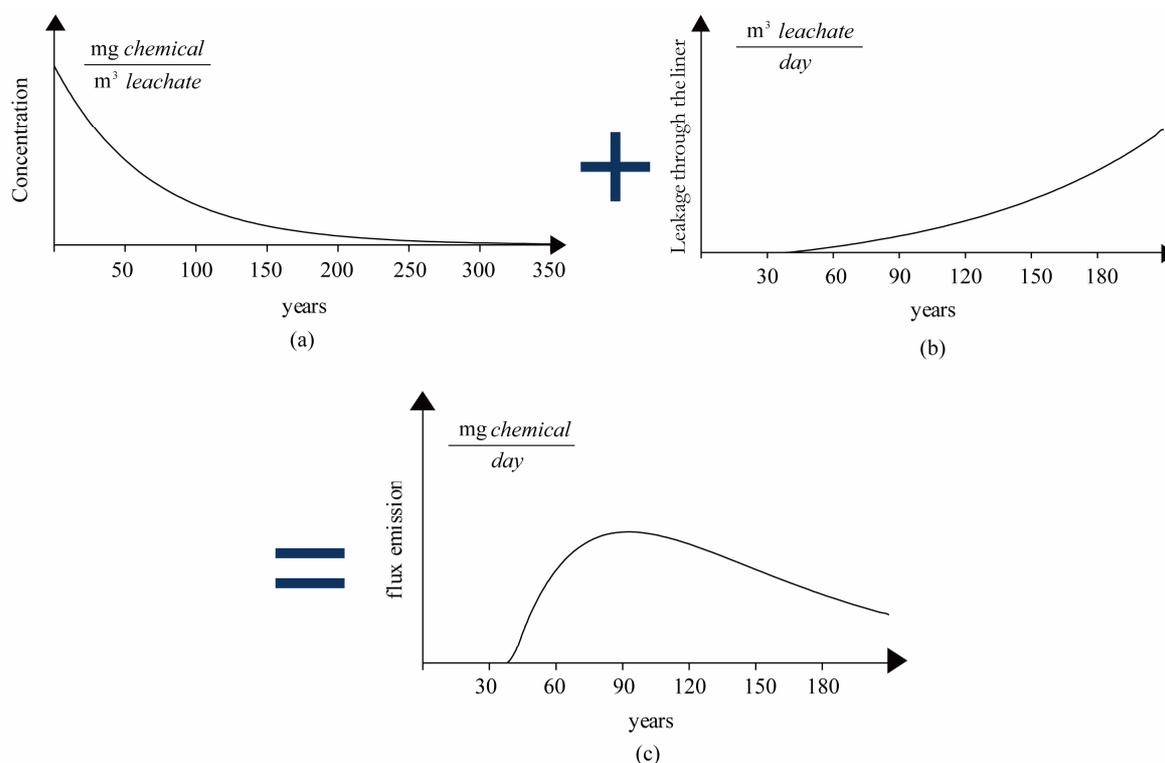 mg chemical
m³ leachate
Concentration
50 100 150 200 250 300 350
years
(a)
+
m³ leachate
day
Leakage through the liner
30 60 90 120 150 180
years
(b)
=
mg chemical
day
flux emission
30 60 90 120 150 180
years
(c)